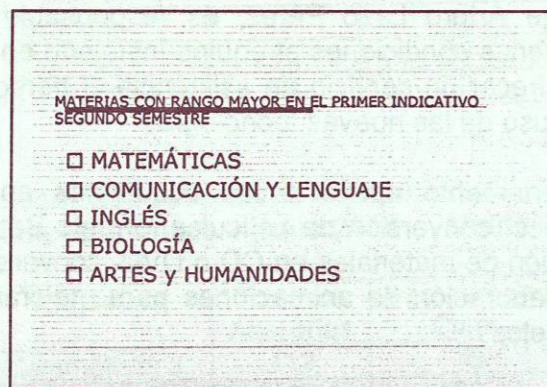 MATERIAS CON RANGO MAYOR EN EL PRIMER INDICATIVO
SEGUNDO SEMESTRE
☐ MATEMÁTICAS
☐ COMUNICACIÓN Y LENGUAJE
☐ INGLÉS
☐ BIOLOGÍA
☐ ARTES y HUMANIDADES